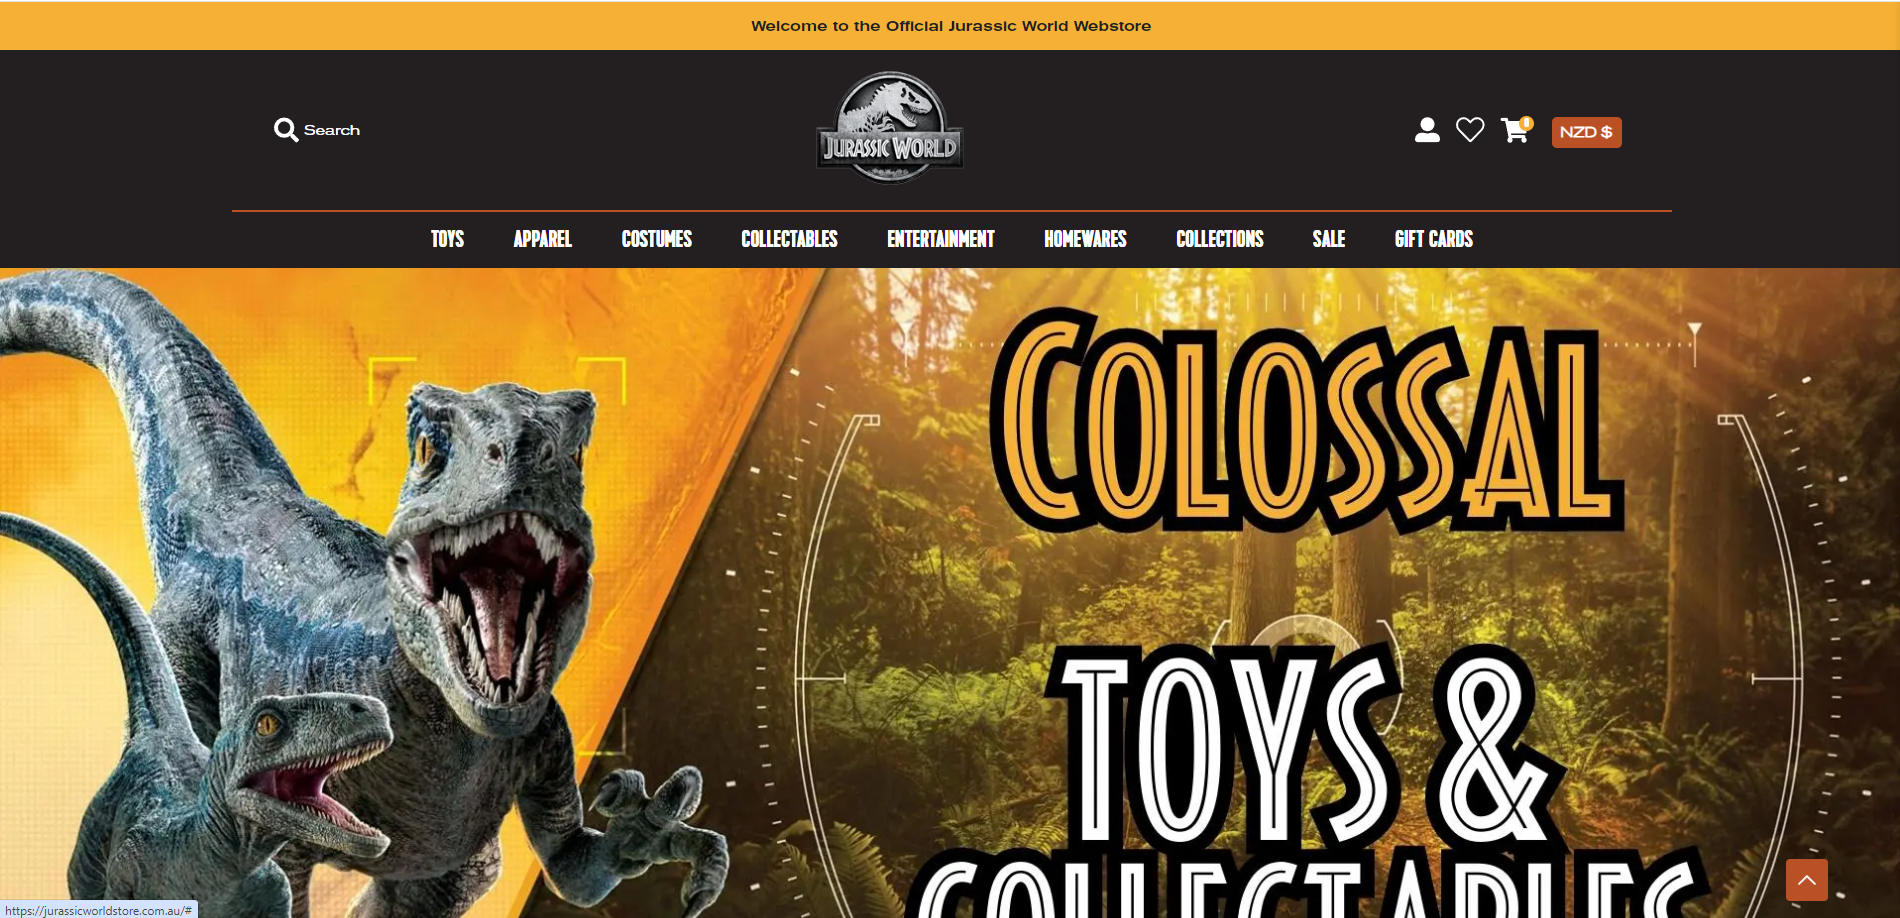 Welcome to the Official Jurassic World Webstore
Search
JURASSIC WORLD
NZD $
TOYS
APPAREL
COSTUMES
COLLECTABLES
ENTERTAINMENT
HOMEWARES
COLLECTIONS
SALE
GIFT CARDS
COLOSSAL
TOYS &
COLLECTABLES
https://jurassicworldstore.com.au/#